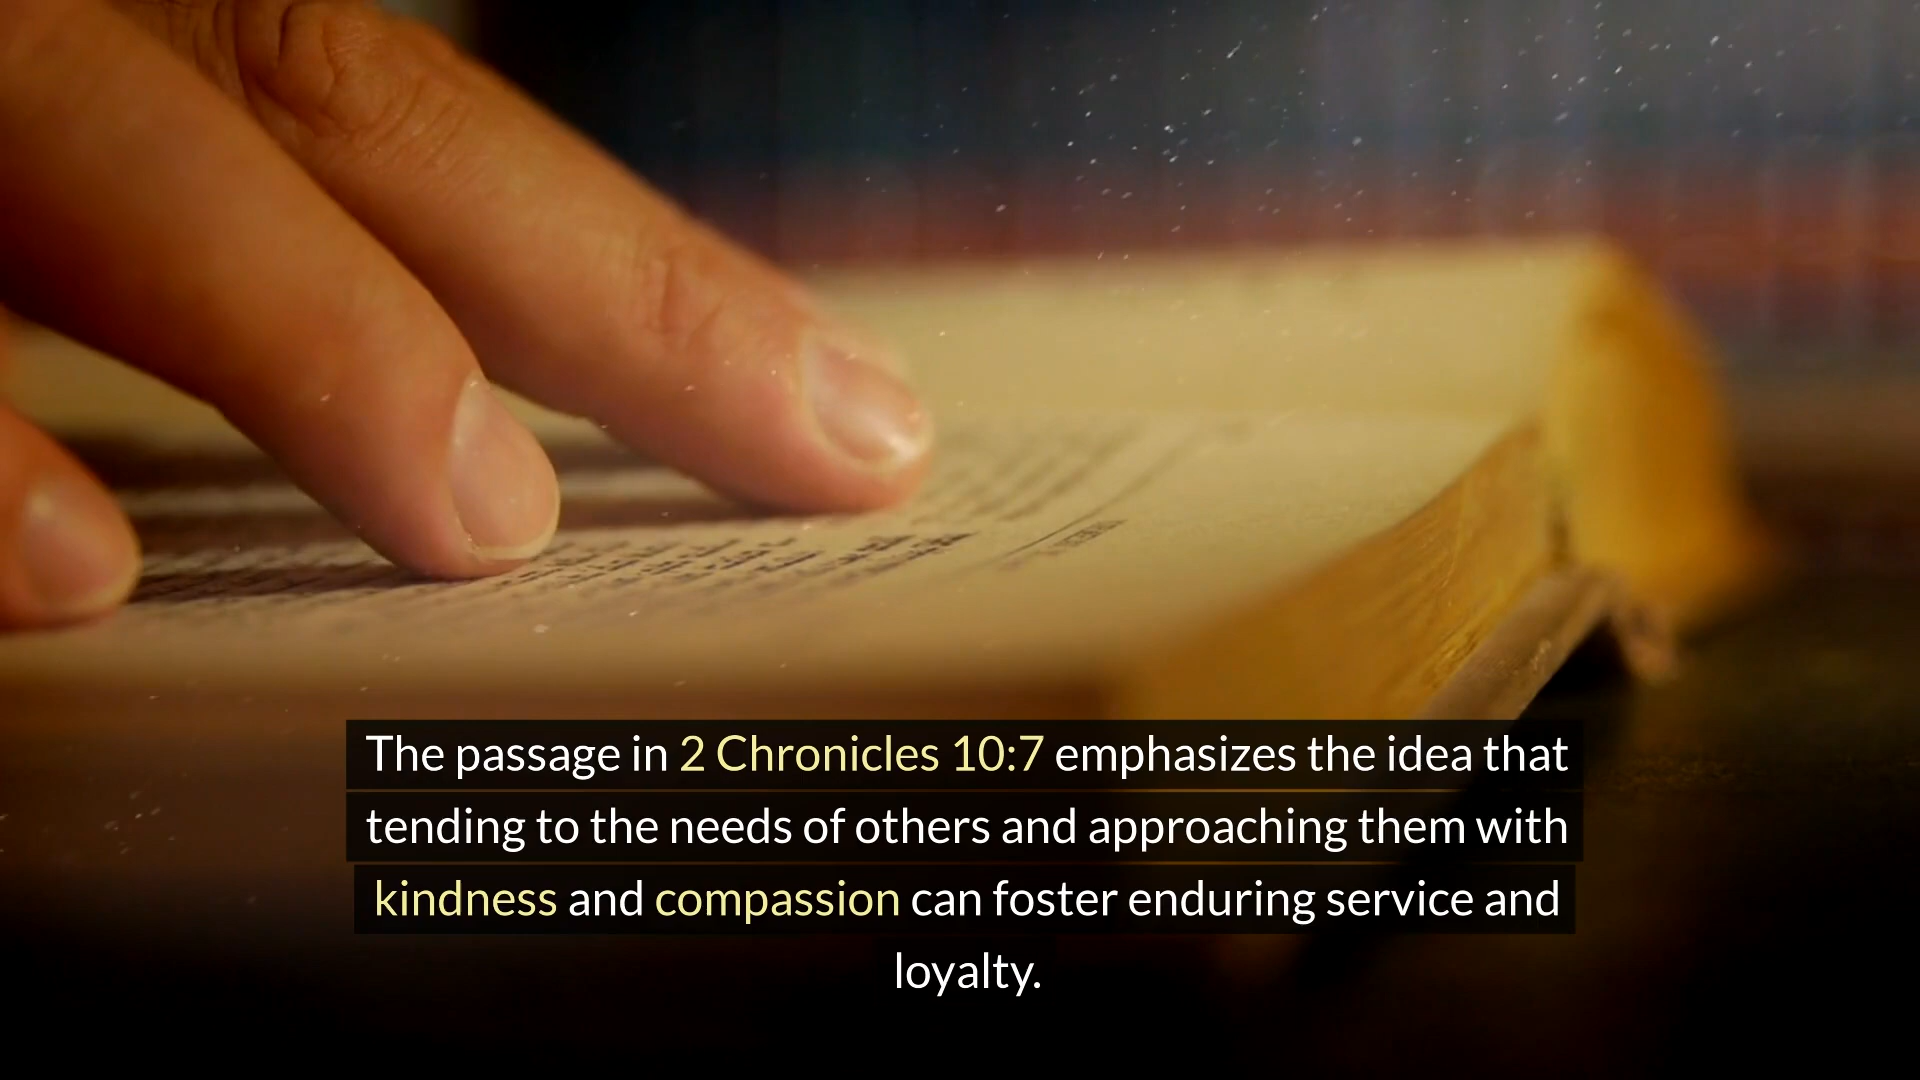 The passage in 2 Chronicles 10:7 emphasizes the idea that
tending to the needs of others and approaching them with
kindness and compassion can foster enduring service and
loyalty.